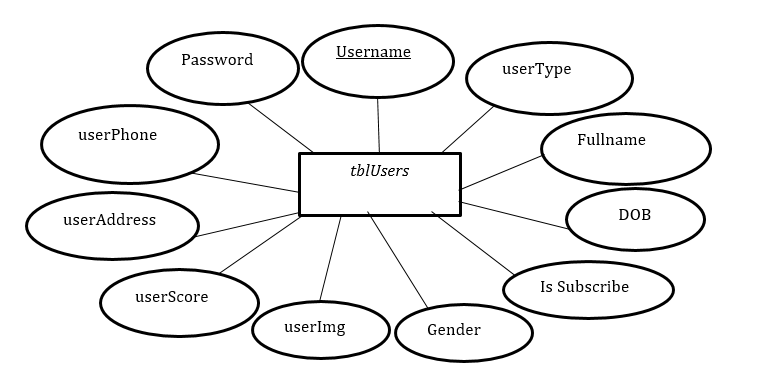 Username
Password
userType
userPhone
Fullname
tblUsers
userAddress
DOB
userScore
Is Subscribe
userImg
Gender